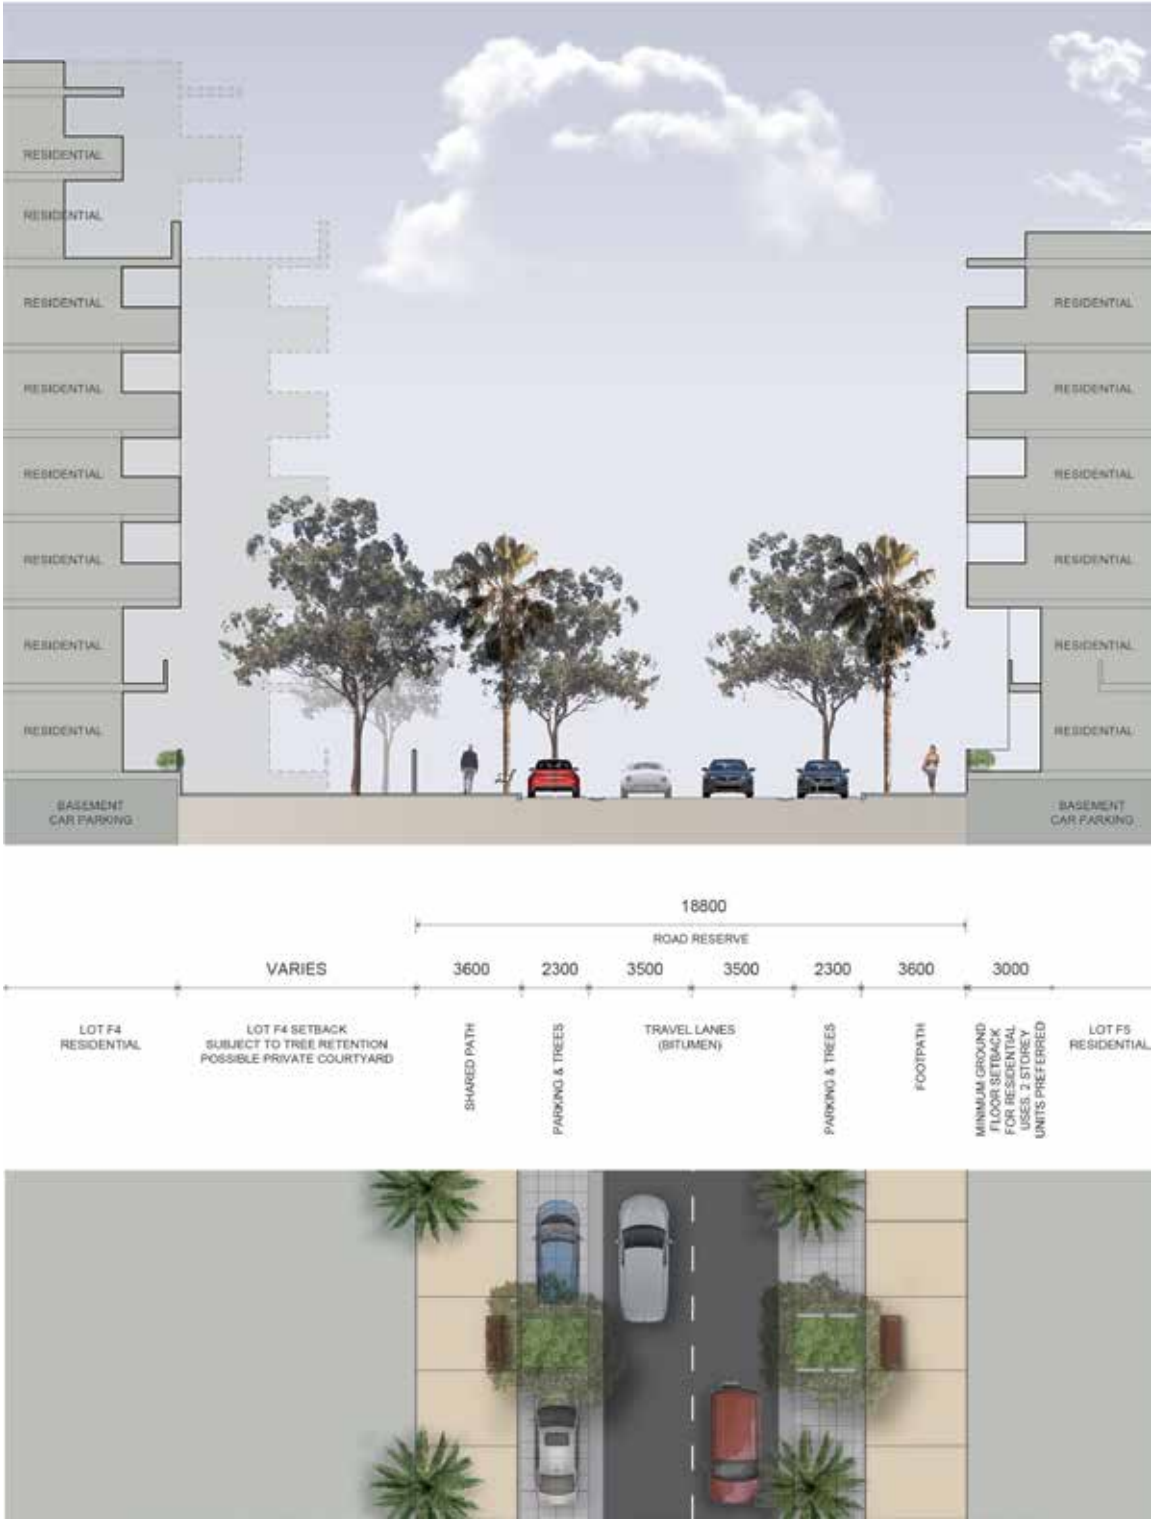 RESIDENTIAL
RESIDENTIAL
RESIDENTIAL
RESIDENTIAL
RESIDENTIAL
RESIDENTIAL
RESIDENTIAL
RESIDENTIAL
RESIDENTIAL
RESIDENTIAL
RESIDENTIAL
RESIDENTIAL
RESIDENTIAL
RESIDENTIAL
BASEMENT
CAR PARKING
BASEMENT
CAR PARKING
18800
ROAD RESERVE
VARIES
3600
2300
3500
3500
2300
3600
3000
LOT F4
RESIDENTIAL
LOT F4 SETBACK
SUBJECT TO TREE RETENTION
POSSIBLE PRIVATE COURTYARD
SHARED PATH
PARKING & TREES
TRAVEL LANES
(BITUMEN)
PARKING & TREES
FOOTPATH
MINIMUM GROUND
FLOOR SETBACK
FOR RESIDENTIAL
USES. 2 STOREY
UNITS PREFERRED
LOT F5
RESIDENTIAL